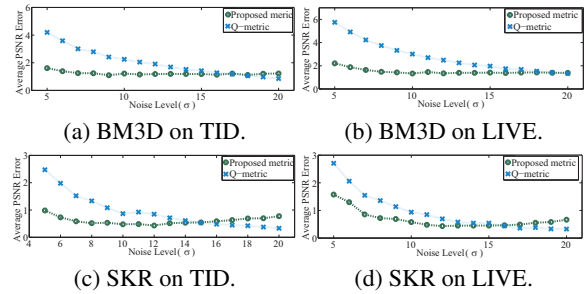 Average PSNR Error
6
4
2
0
5
10
15
20
Noise Level( σ )
Proposed meric
Q−metric
(a) BM3D on TID.
Average PSNR Error
6
4
2
0
5
10
15
20
Noise Level( σ )
Proposed metric
Q−metric
(b) BM3D on LIVE.
Average PSNR Error
3
2
1
4
6
8
10
12
14
16
18
20
Noise Level( σ )
Proposed metric
Q−metric
(c) SKR on TID.
Average PSNR Error
3
2
1
5
10
15
20
Noise Level( σ )
Proposed metric
Q−metric
(d) SKR on LIVE.